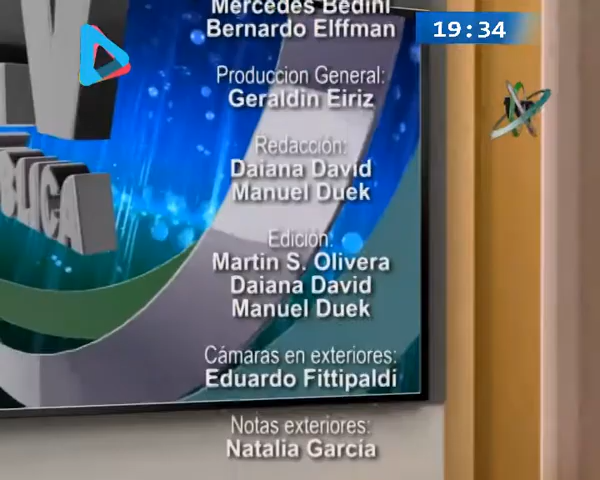 Mercedes Bedini
Bernardo Elffman
19:34
Produccion General:
Geraldin Eiriz
Redacción:
Daiana David
Manuel Duek
Edición:
Martin S. Olivera
Daiana David
Manuel Duek
Cámaras en exteriores:
Eduardo Fittipaldi
Notas exteriores:
Natalia García